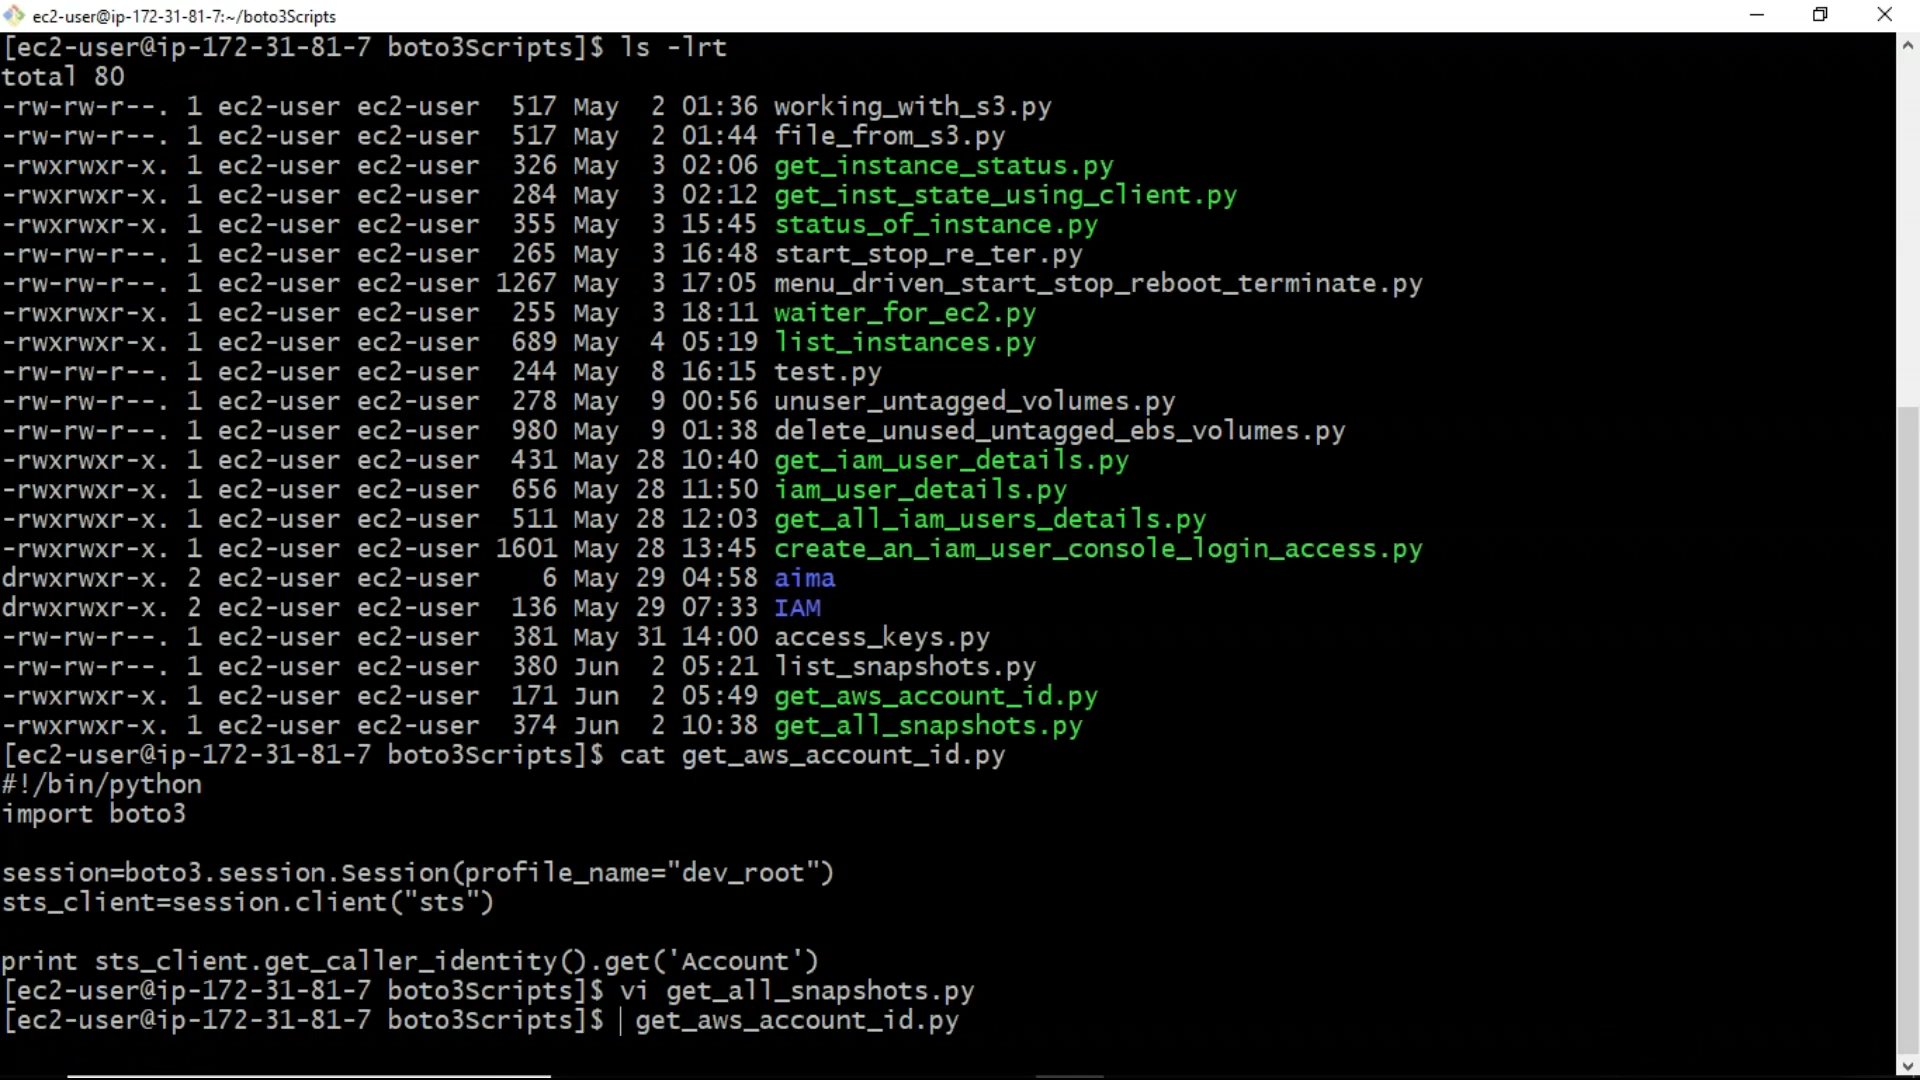 ec2-user@ip-172-31-81-7:~/boto3Scripts
[ec2-user@ip-172-31-81-7 boto3Scripts]$ ls -lrt
total 80
-rw-rw-r--. 1 ec2-user ec2-user  517 May  2 01:36 working_with_s3.py
-rw-rw-r--. 1 ec2-user ec2-user  517 May  2 01:44 file_from_s3.py
-rwxrwxr-x. 1 ec2-user ec2-user  326 May  3 02:06 get_instance_status.py
-rwxrwxr-x. 1 ec2-user ec2-user  284 May  3 02:12 get_inst_state_using_client.py
-rwxrwxr-x. 1 ec2-user ec2-user  355 May  3 15:45 status_of_instance.py
-rw-rw-r--. 1 ec2-user ec2-user  265 May  3 16:48 start_stop_re_ter.py
-rw-rw-r--. 1 ec2-user ec2-user 1267 May  3 17:05 menu_driven_start_stop_reboot_terminate.py
-rwxrwxr-x. 1 ec2-user ec2-user  255 May  3 18:11 waiter_for_ec2.py
-rwxrwxr-x. 1 ec2-user ec2-user  689 May  4 05:19 list_instances.py
-rw-rw-r--. 1 ec2-user ec2-user  244 May  8 16:15 test.py
-rw-rw-r--. 1 ec2-user ec2-user  278 May  9 00:56 unuser_untagged_volumes.py
-rw-rw-r--. 1 ec2-user ec2-user  980 May  9 01:38 delete_unused_untagged_ebs_volumes.py
-rwxrwxr-x. 1 ec2-user ec2-user  431 May 28 10:40 get_iam_user_details.py
-rwxrwxr-x. 1 ec2-user ec2-user  656 May 28 11:50 iam_user_details.py
-rwxrwxr-x. 1 ec2-user ec2-user  511 May 28 12:03 get_all_iam_users_details.py
-rwxrwxr-x. 1 ec2-user ec2-user 1601 May 28 13:45 create_an_iam_user_console_login_access.py
drwxrwxr-x. 2 ec2-user ec2-user    6 May 29 04:58 aima
drwxrwxr-x. 2 ec2-user ec2-user  136 May 29 07:33 IAM
-rw-rw-r--. 1 ec2-user ec2-user  381 May 31 14:00 access_keys.py
-rw-rw-r--. 1 ec2-user ec2-user  380 Jun  2 05:21 list_snapshots.py
-rwxrwxr-x. 1 ec2-user ec2-user  171 Jun  2 05:49 get_aws_account_id.py
-rwxrwxr-x. 1 ec2-user ec2-user  374 Jun  2 10:38 get_all_snapshots.py
[ec2-user@ip-172-31-81-7 boto3Scripts]$ cat get_aws_account_id.py
#!/bin/python
import boto3
session=boto3.session.Session(profile_name="dev_root")
sts_client=session.client("sts")
print sts_client.get_caller_identity().get('Account')
[ec2-user@ip-172-31-81-7 boto3Scripts]$ vi get_all_snapshots.py
[ec2-user@ip-172-31-81-7 boto3Scripts]$ get_aws_account_id.py